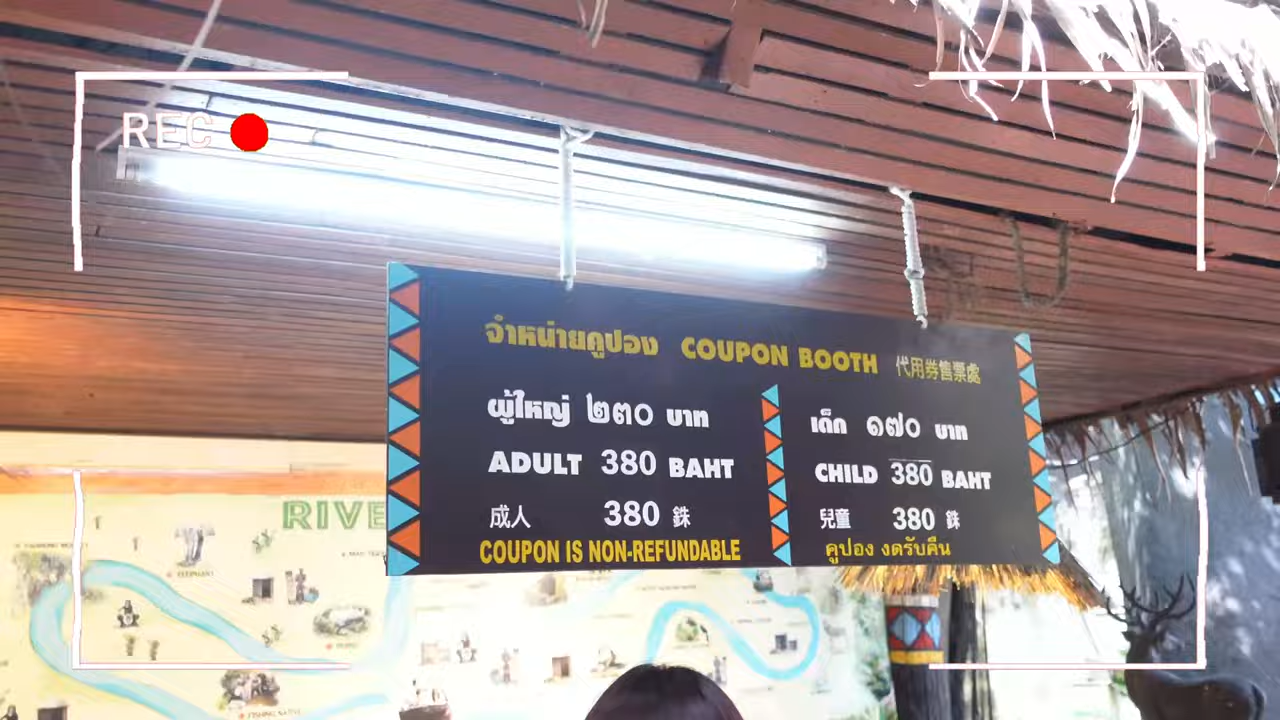 REC
จำหน่ายคูปอง COUPON BOOTH 代用券售票處
ผู้ใหญ่ ๒๓๐ บาท
ADULT 380 BAHT
成人 380 銖
COUPON IS NON-REFUNDABLE
เด็ก ๑๗๐ บาท
CHILD 380 BAHT
兒童 380 銖
คูปอง งดรับคืน
RIVE
ELEPHANT